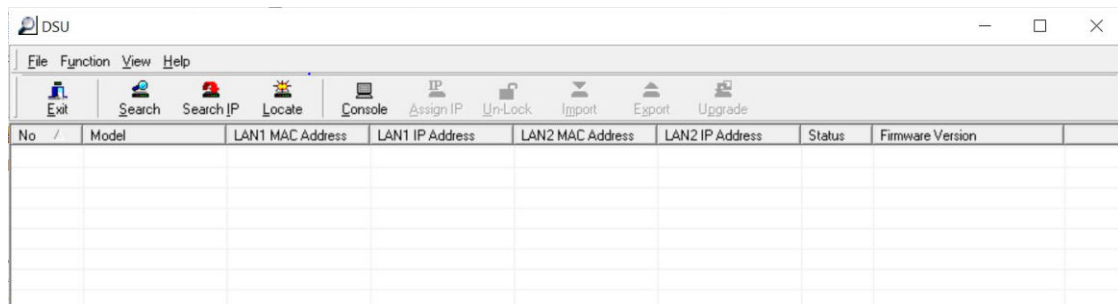 DSU
File Function View Help
Exit Search Search IP Locate Console Assign IP Un-Lock Import Export Upgrade
No / Model LAN1 MAC Address LAN1 IP Address LAN2 MAC Address LAN2 IP Address Status Firmware Version